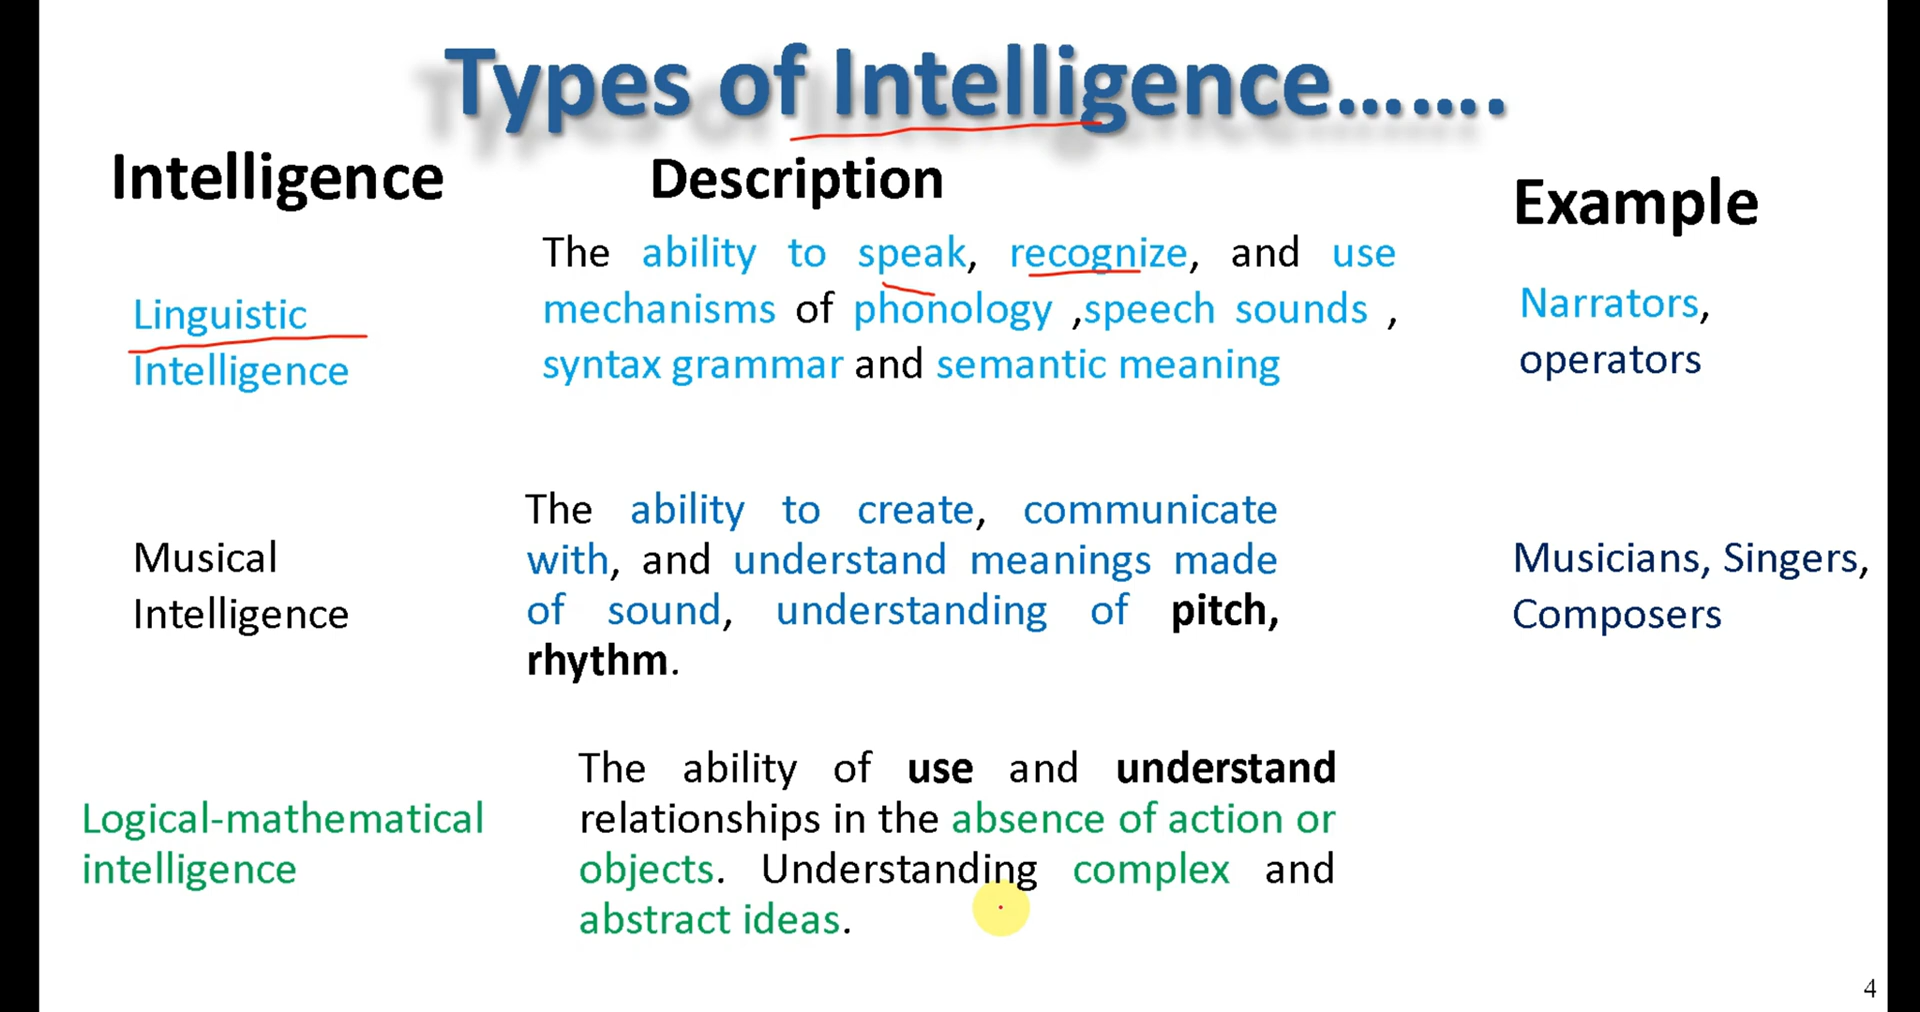 Types of Intelligence.......
Intelligence
Description
Example
Linguistic
Intelligence
The ability to speak, recognize, and use
mechanisms of phonology ,speech sounds ,
syntax grammar and semantic meaning
Narrators,
operators
Musical
Intelligence
The ability to create, communicate
with, and understand meanings made
of sound, understanding of pitch,
rhythm.
Musicians, Singers,
Composers
Logical-mathematical
intelligence
The ability of use and understand
relationships in the absence of action or
objects. Understanding complex and
abstract ideas.
4